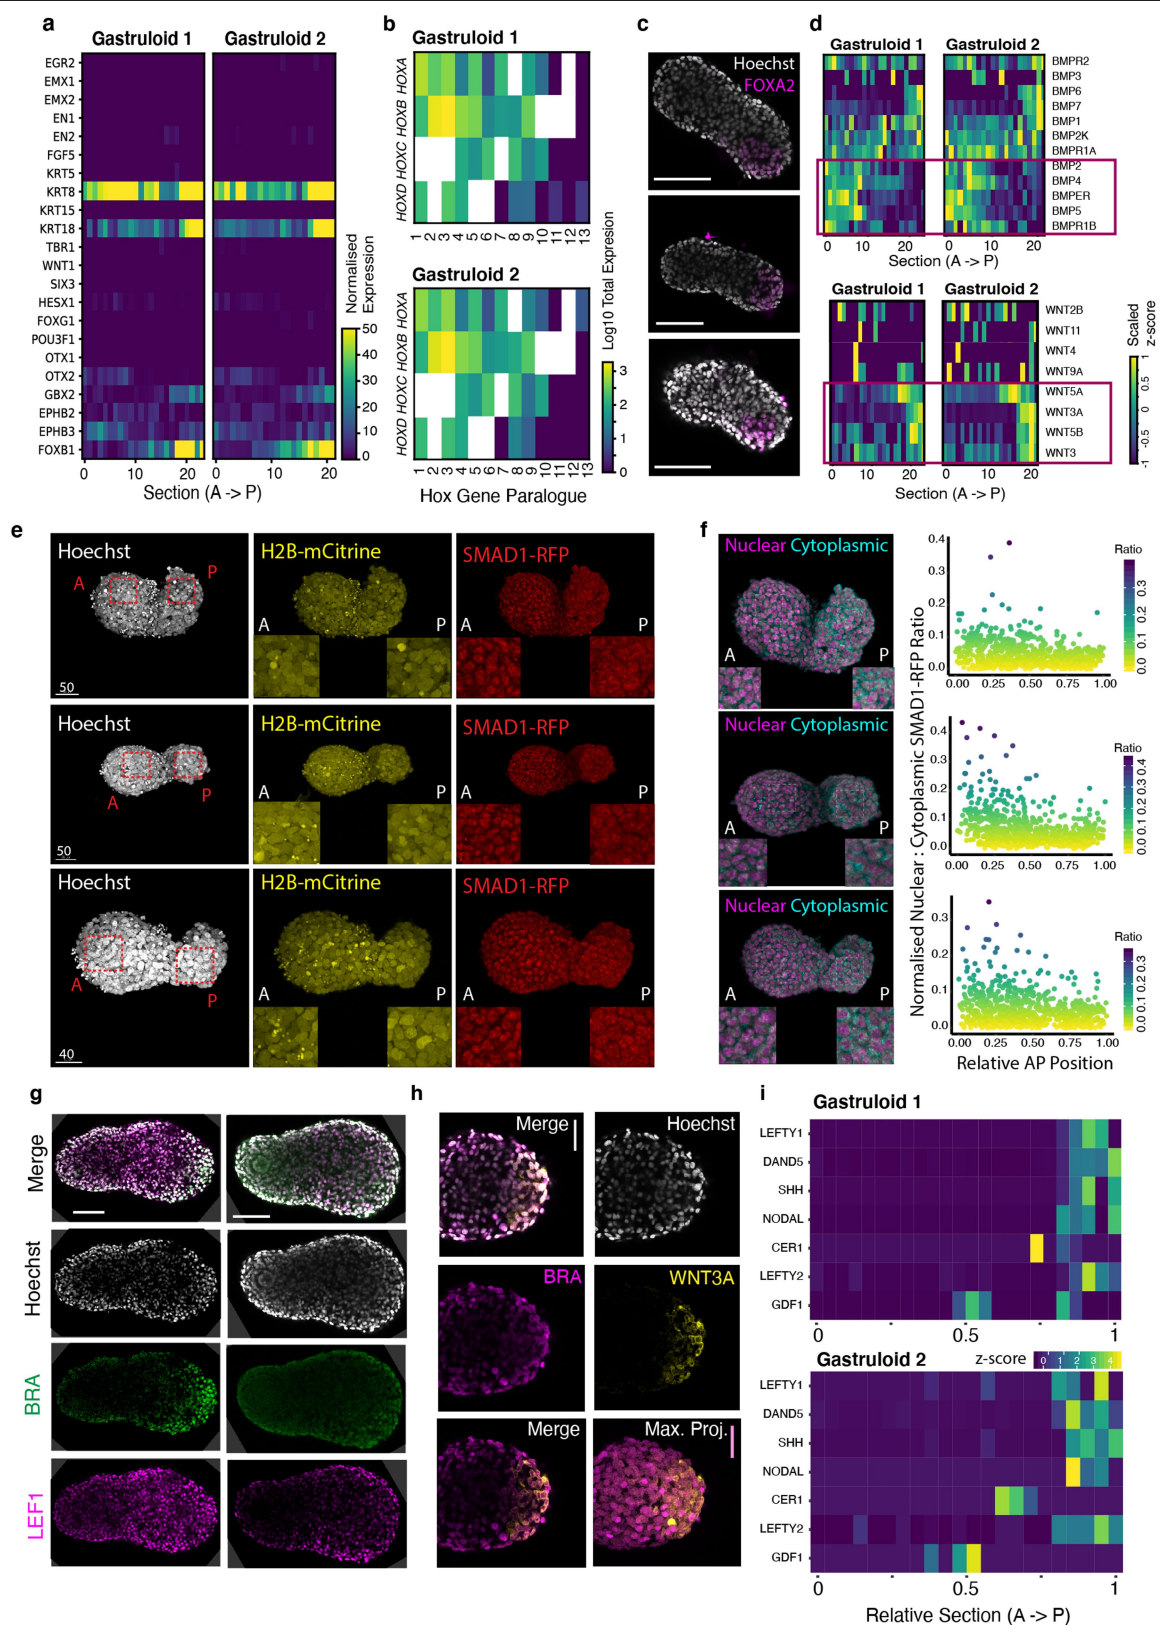 a
Gastruloid 1 Gastruloid 2
EGR2
EMX1
EMX2
EN1
EN2
FGF5
KRT5
KRT8
KRT15
KRT18
TBR1
WNT1
SIX3
HESX1
FOXG1
POU3F1
OTX1
OTX2
GBX2
EPHB2
EPHB3
FOXB1
0 10 20 0 10 20
Section (A -> P)
Normalised
Expression
50
40
30
20
10
0
b
Gastruloid 1
HOXA
HOXB
HOXC
HOXD
1 2 3 4 5 6 7 8 9 10 11 12 13
Gastruloid 2
HOXA
HOXB
HOXC
HOXD
1 2 3 4 5 6 7 8 9 10 11 12 13
Hox Gene Paralogue
Log10 Total Expresion
3
2
1
0
c
Hoechst
FOXA2
d
Gastruloid 1 Gastruloid 2
BMPR2
BMP3
BMP6
BMP7
BMP1
BMP2K
BMPR1A
BMP2
BMP4
BMPER
BMP5
BMPR1B
0 10 20 0 10 20
Section (A -> P)
Gastruloid 1 Gastruloid 2
WNT2B
WNT11
WNT4
WNT9A
WNT5A
WNT3A
WNT5B
WNT3
0 10 20 0 10 20
Section (A -> P)
Scaled
z-score
1
0.5
0
-0.5
-1
e
Hoechst H2B-mCitrine SMAD1-RFP
A P A P A P
50
Hoechst H2B-mCitrine SMAD1-RFP
A P A P A P
50
Hoechst H2B-mCitrine SMAD1-RFP
A P A P A P
40
f
Nuclear Cytoplasmic
A P
Nuclear Cytoplasmic
A P
Nuclear Cytoplasmic
A P
Normalised Nuclear : Cytoplasmic SMAD1-RFP Ratio
0.4
0.3
0.2
0.1
0.0
0.00 0.25 0.50 0.75 1.00
Ratio
0.0 0.1 0.2 0.3
0.4
0.3
0.2
0.1
0.0
0.00 0.25 0.50 0.75 1.00
Ratio
0.0 0.1 0.2 0.3 0.4
0.3
0.2
0.1
0.0
0.00 0.25 0.50 0.75 1.00
Ratio
0.0 0.1 0.2 0.3
Relative AP Position
g
Merge
Hoechst
BRA
LEF1
h
Merge Hoechst
BRA WNT3A
Merge Max. Proj.
i
Gastruloid 1
LEFTY1
DAND5
SHH
NODAL
CER1
LEFTY2
GDF1
0 0.5 1
Gastruloid 2 z-score 0 1 2 3 4
LEFTY1
DAND5
SHH
NODAL
CER1
LEFTY2
GDF1
0 0.5 1
Relative Section (A -> P)